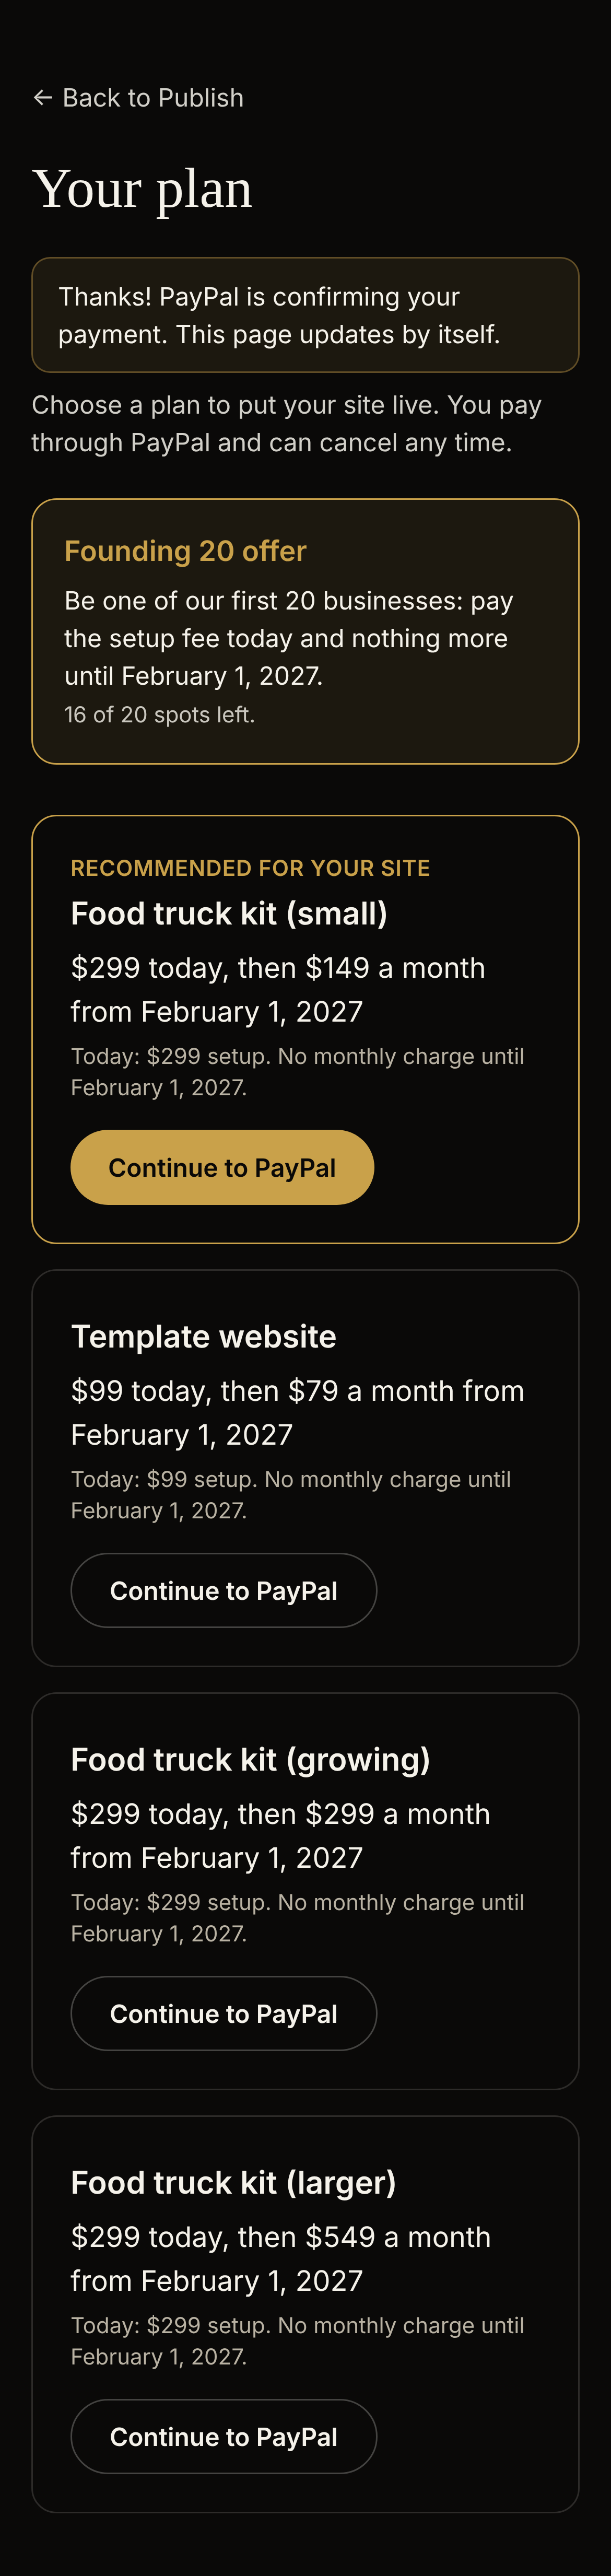 ← Back to Publish
Your plan
Thanks! PayPal is confirming your
payment. This page updates by itself.
Choose a plan to put your site live. You pay
through PayPal and can cancel any time.
Founding 20 offer
Be one of our first 20 businesses: pay
the setup fee today and nothing more
until February 1, 2027.
16 of 20 spots left.
RECOMMENDED FOR YOUR SITE
Food truck kit (small)
$299 today, then $149 a month
from February 1, 2027
Today: $299 setup. No monthly charge until
February 1, 2027.
Continue to PayPal
Template website
$99 today, then $79 a month from
February 1, 2027
Today: $99 setup. No monthly charge until
February 1, 2027.
Continue to PayPal
Food truck kit (growing)
$299 today, then $299 a month
from February 1, 2027
Today: $299 setup. No monthly charge until
February 1, 2027.
Continue to PayPal
Food truck kit (larger)
$299 today, then $549 a month
from February 1, 2027
Today: $299 setup. No monthly charge until
February 1, 2027.
Continue to PayPal